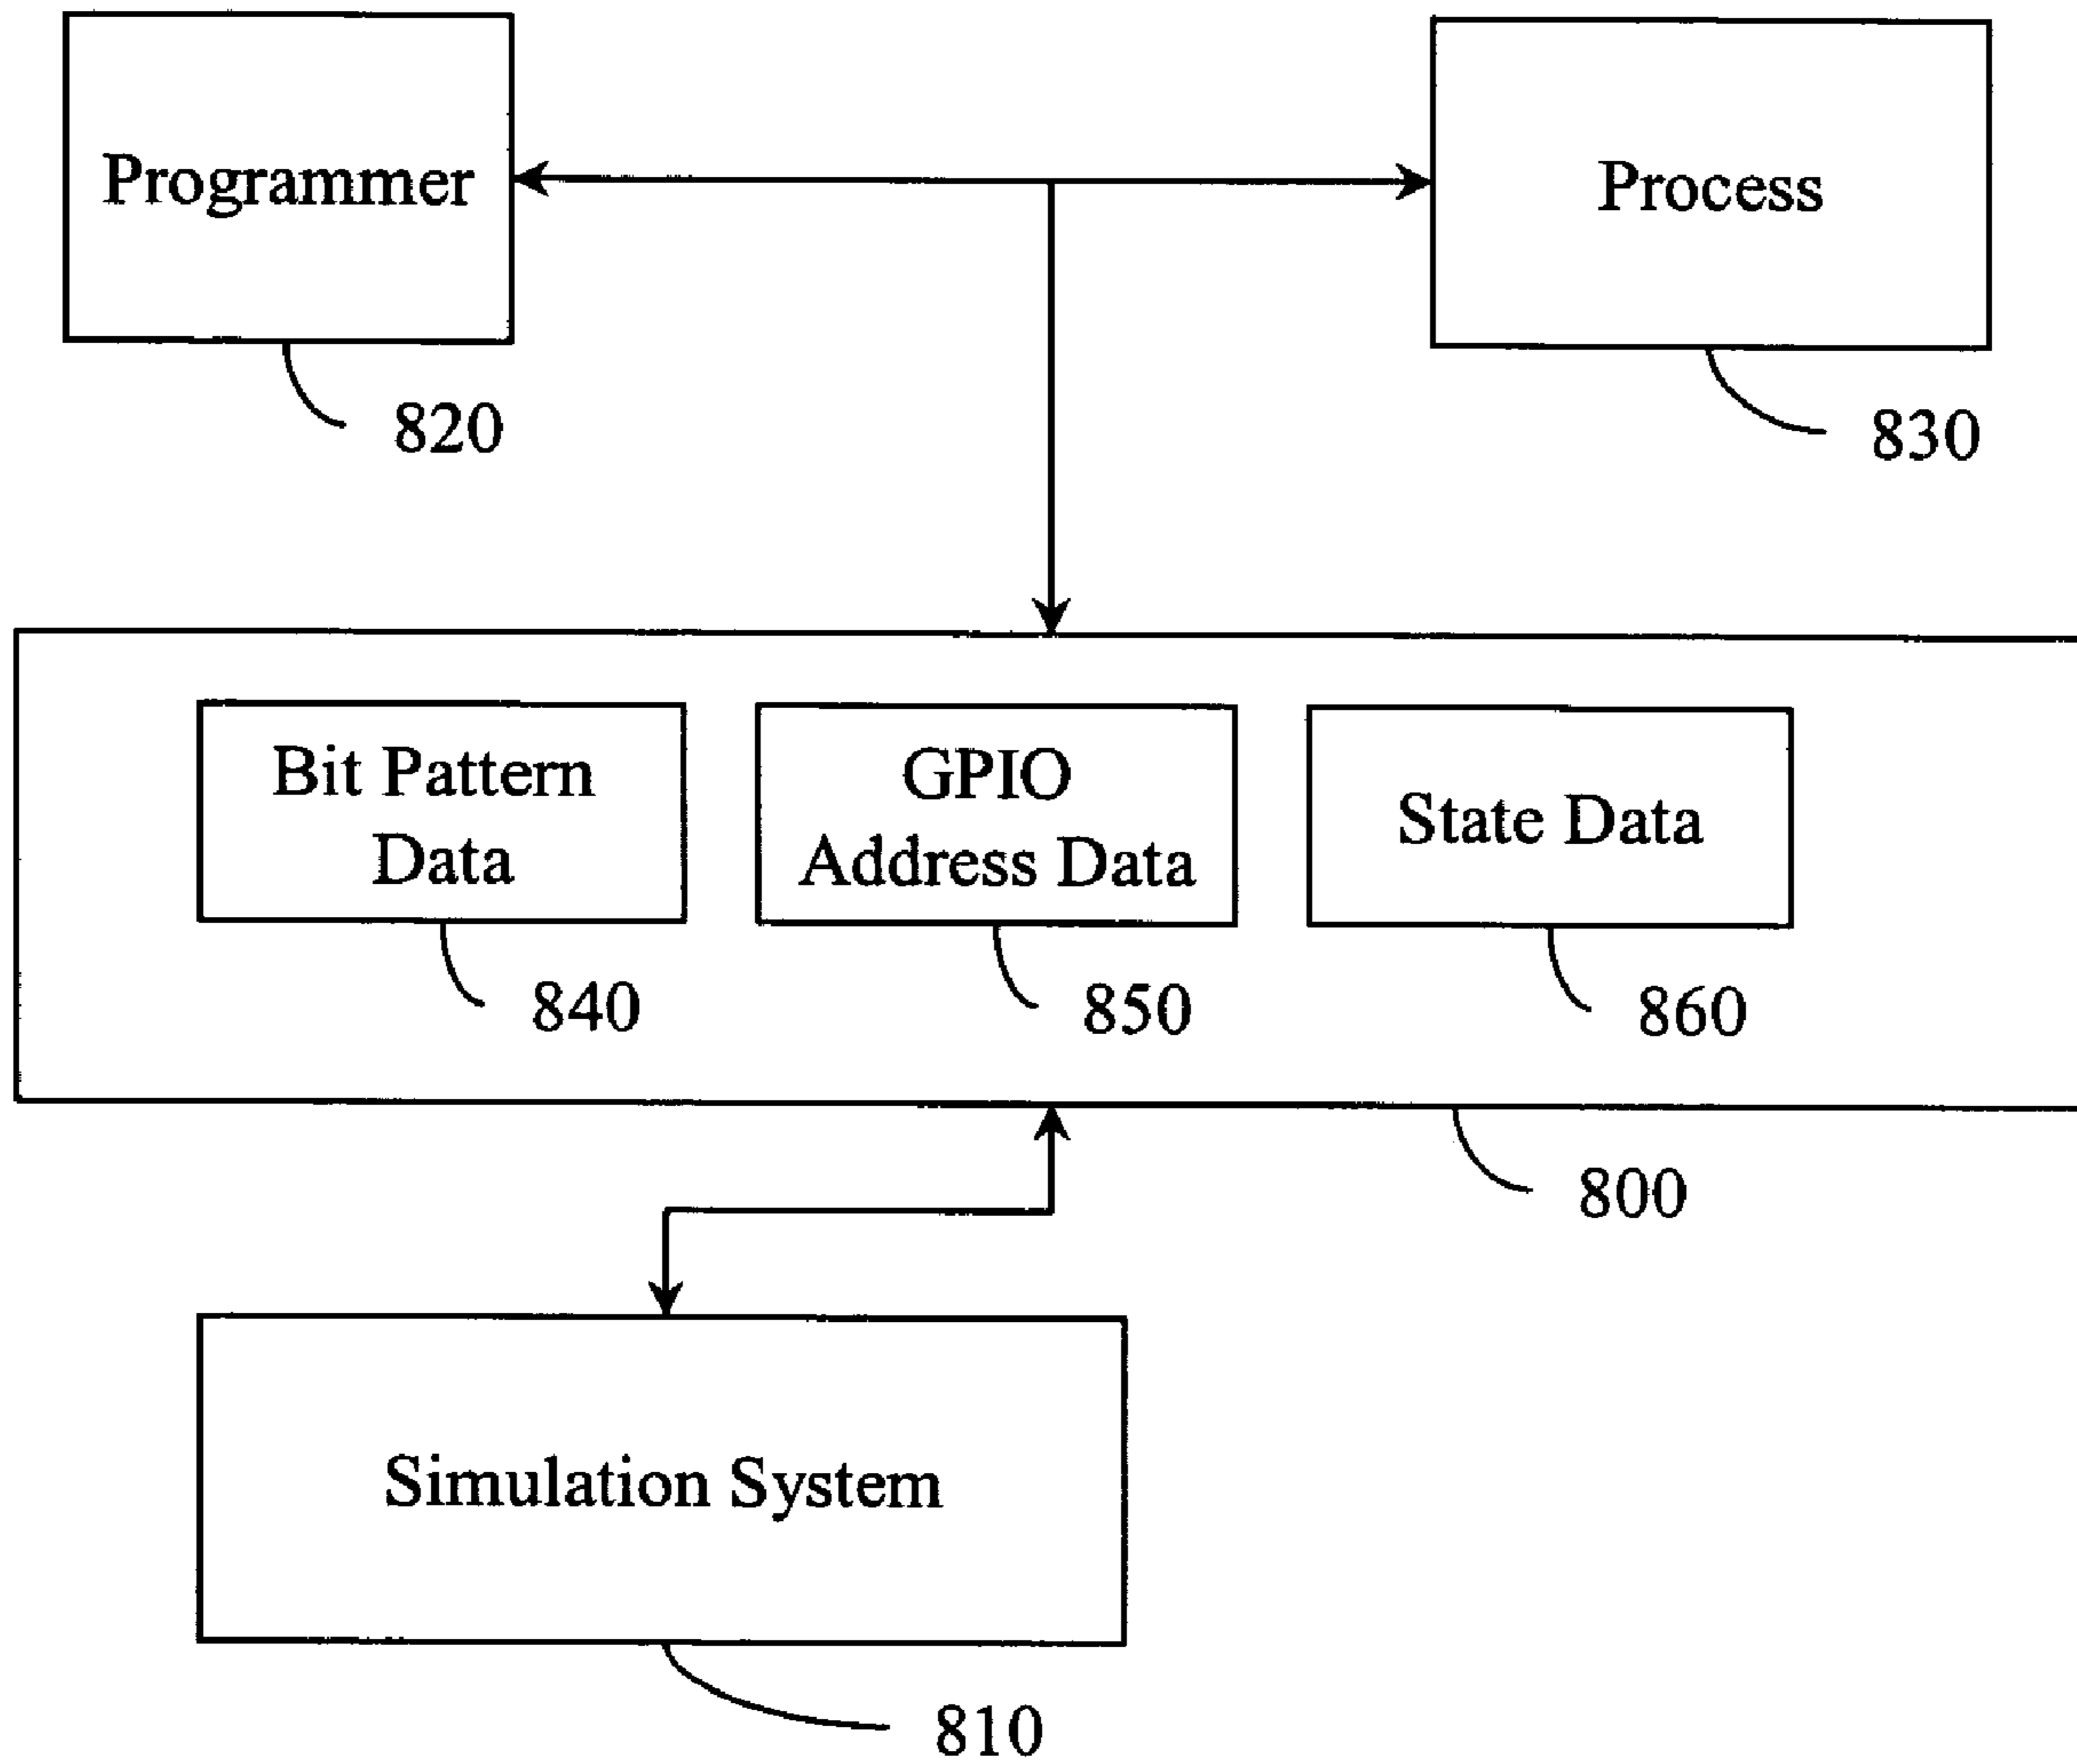 Programmer
Process
820
830
Bit Pattern
Data
GPIO
Address Data
State Data
840
850
860
800
Simulation System
810